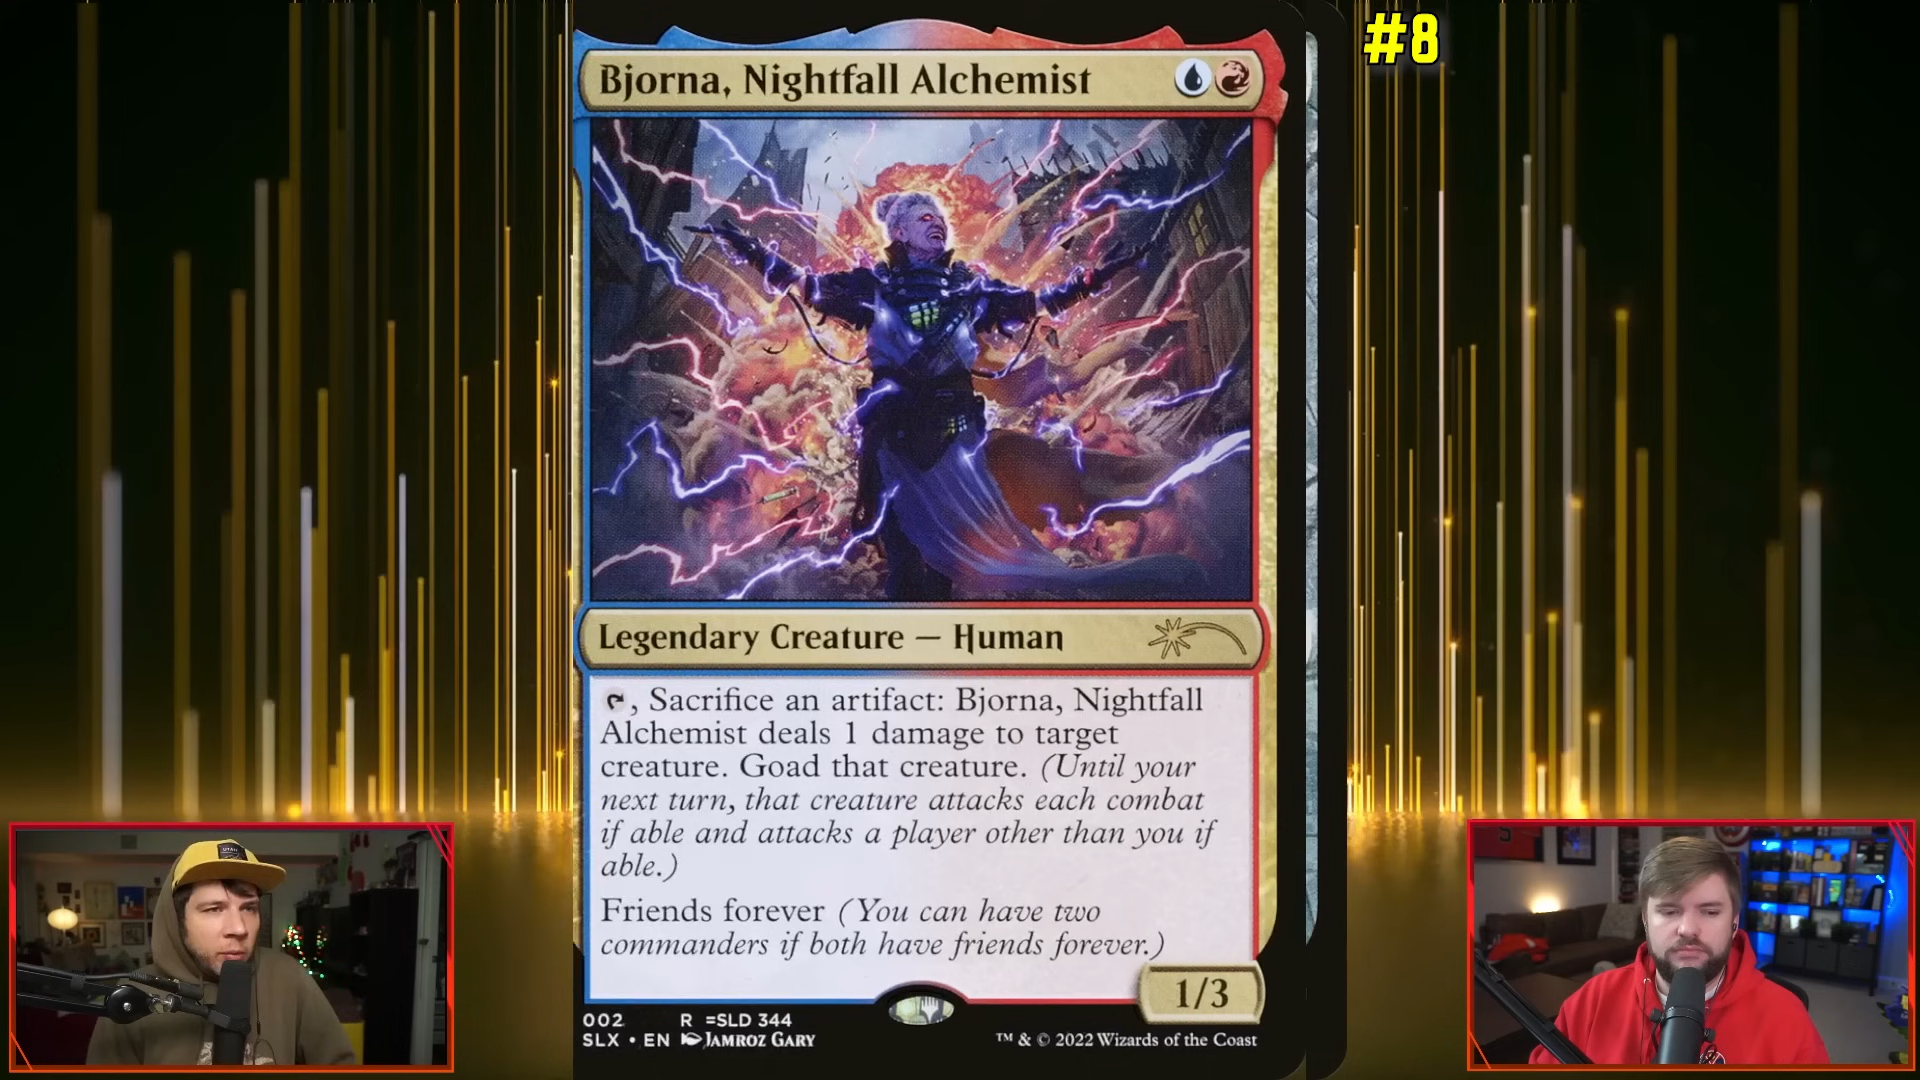 #8
Bjorna, Nightfall Alchemist
Legendary Creature — Human
, Sacrifice an artifact: Bjorna, Nightfall
Alchemist deals 1 damage to target
creature. Goad that creature. (Until your
next turn, that creature attacks each combat
if able and attacks a player other than you if
able.)
Friends forever (You can have two
commanders if both have friends forever.)
1/3
002 R =SLD 344
SLX • EN JAMROZ GARY
™ & © 2022 Wizards of the Coast
UTAH